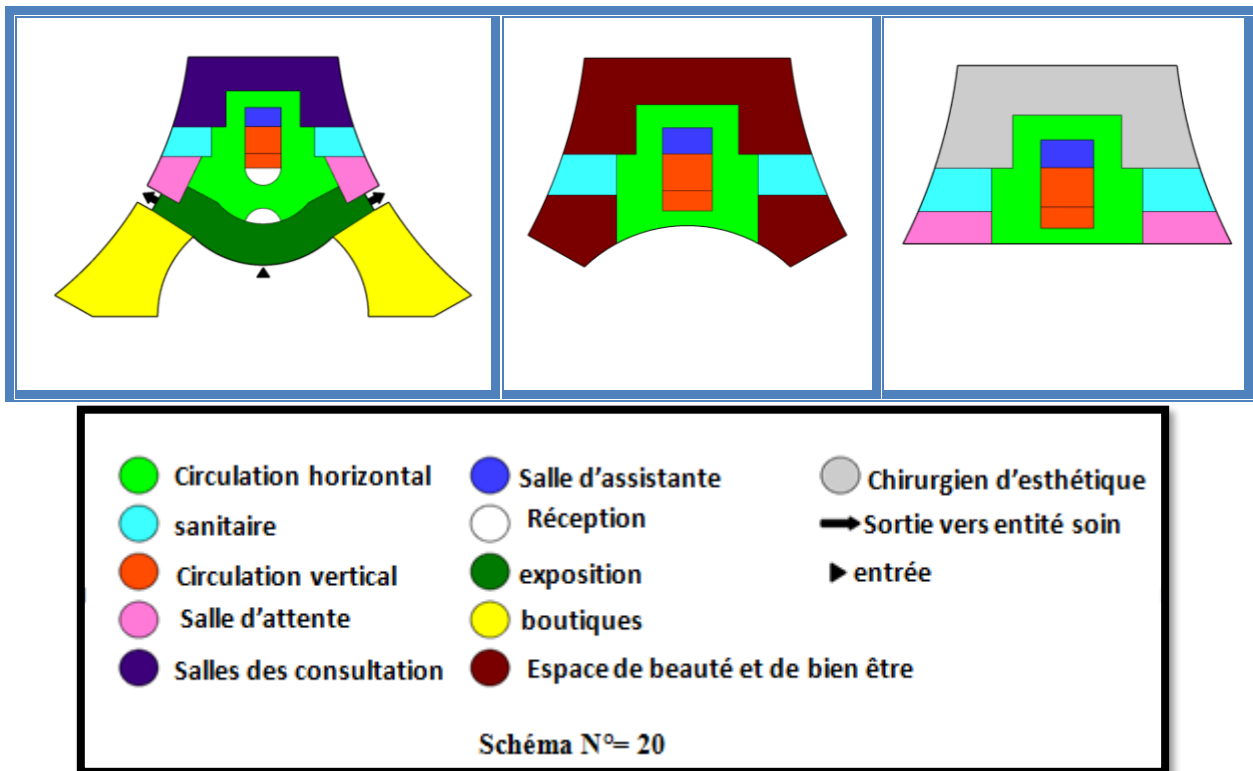 Circulation horizontal
sanitaire
Circulation vertical
Salle d'attente
Salles des consultation
Salle d'assistante
Réception
exposition
boutiques
Espace de beauté et de bien être
Chirurgien d'esthétique
Sortie vers entité soin
entrée
Schéma N°= 20